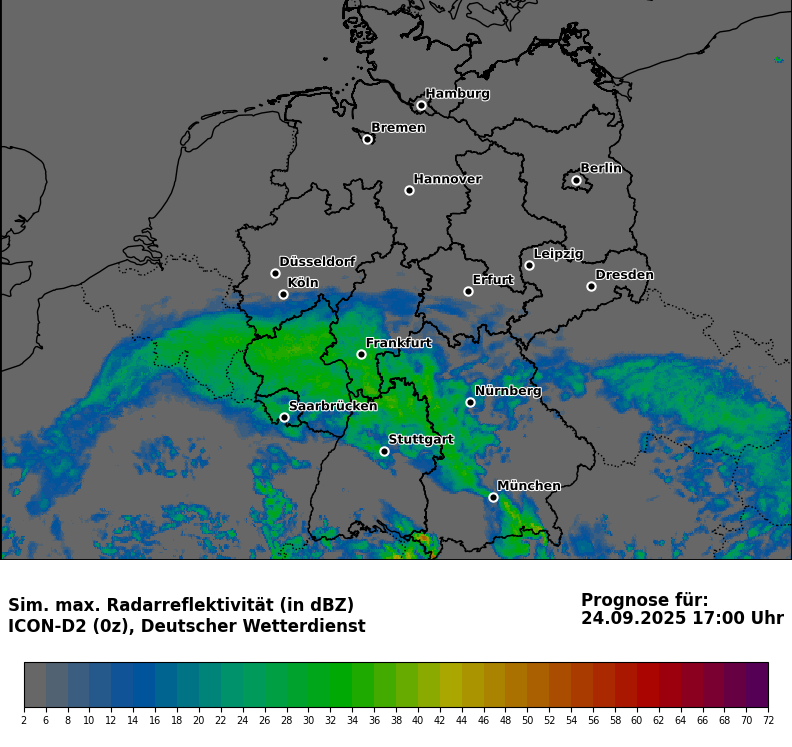 Hamburg
Bremen
Berlin
Hannover
Leipzig
Düsseldorf
Dresden
Erfurt
Köln
Frankfurt
Nürnberg
Saarbrücken
Stuttgart
München
Sim. max. Radarreflektivität (in dBZ)
ICON-D2 (0z), Deutscher Wetterdienst
Prognose für:
24.09.2025 17:00 Uhr
2 6 8 10 12 14 16 18 20 22 24 26 28 30 32 34 36 38 40 42 44 46 48 50 52 54 56 58 60 62 64 66 70 72